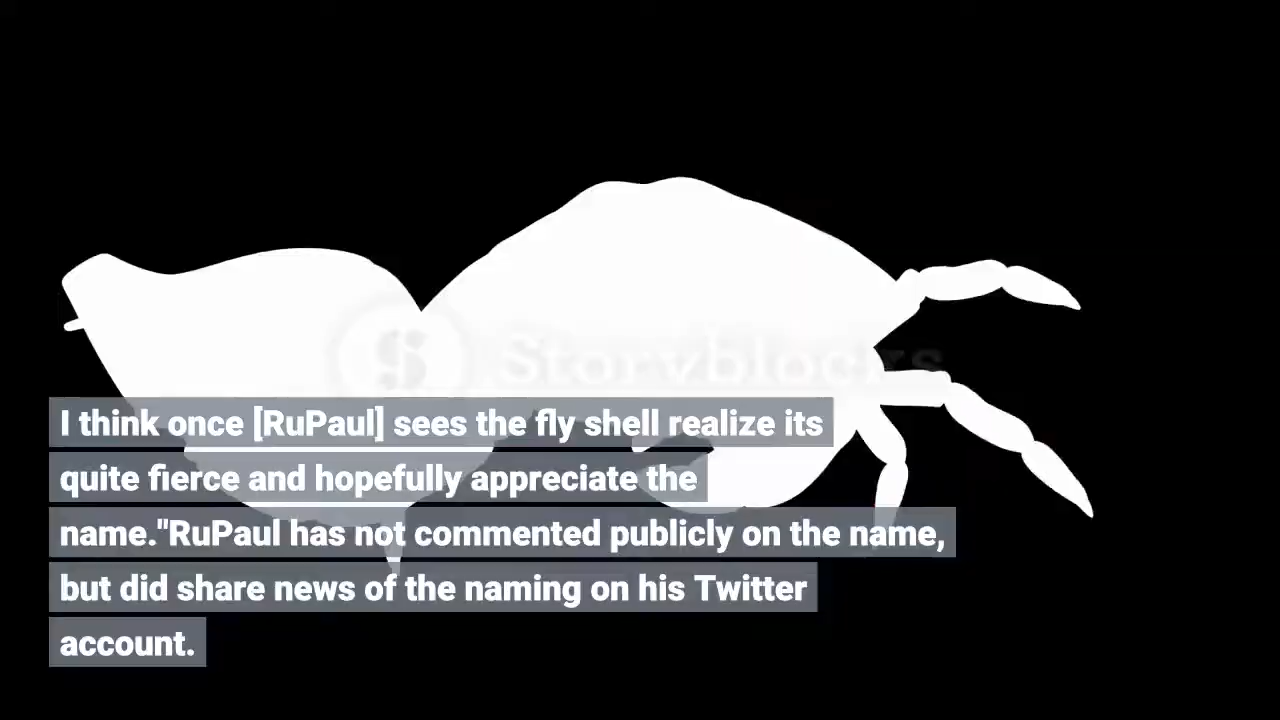 Storyblocks
I think once [RuPaul] sees the fly shell realize its
quite fierce and hopefully appreciate the
name."RuPaul has not commented publicly on the name,
but did share news of the naming on his Twitter
account.